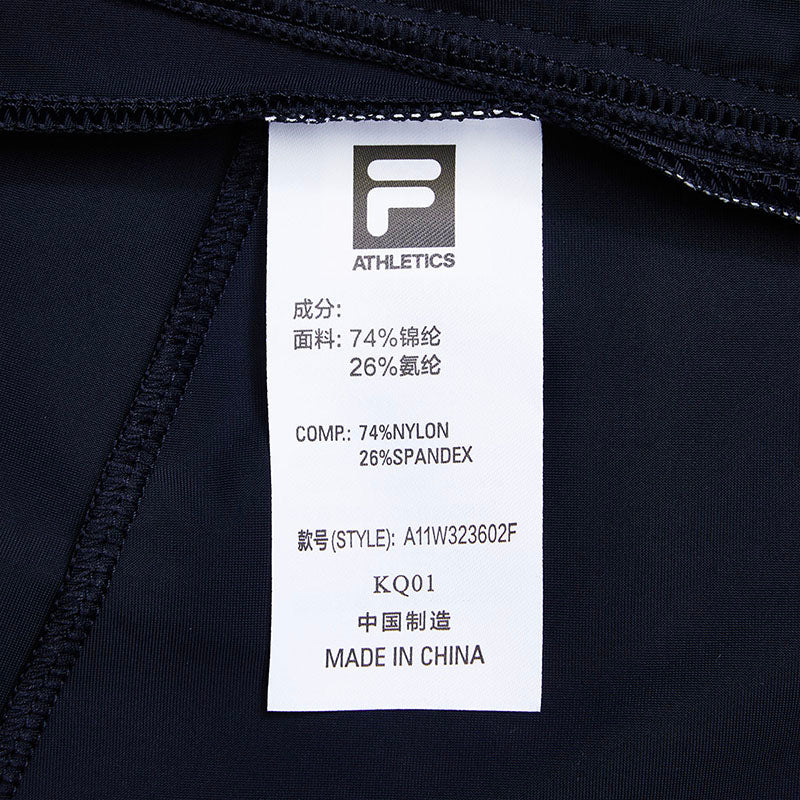 F
ATHLETICS
成分:
面料: 74%锦纶
26%氨纶
COMP.: 74%NYLON
26%SPANDEX
款号(STYLE): A11W323602F
KQ01
中国制造
MADE IN CHINA